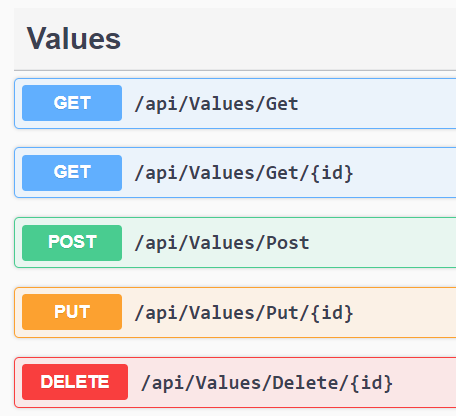 Values
GET /api/Values/Get
GET /api/Values/Get/{id}
POST /api/Values/Post
PUT /api/Values/Put/{id}
DELETE /api/Values/Delete/{id}